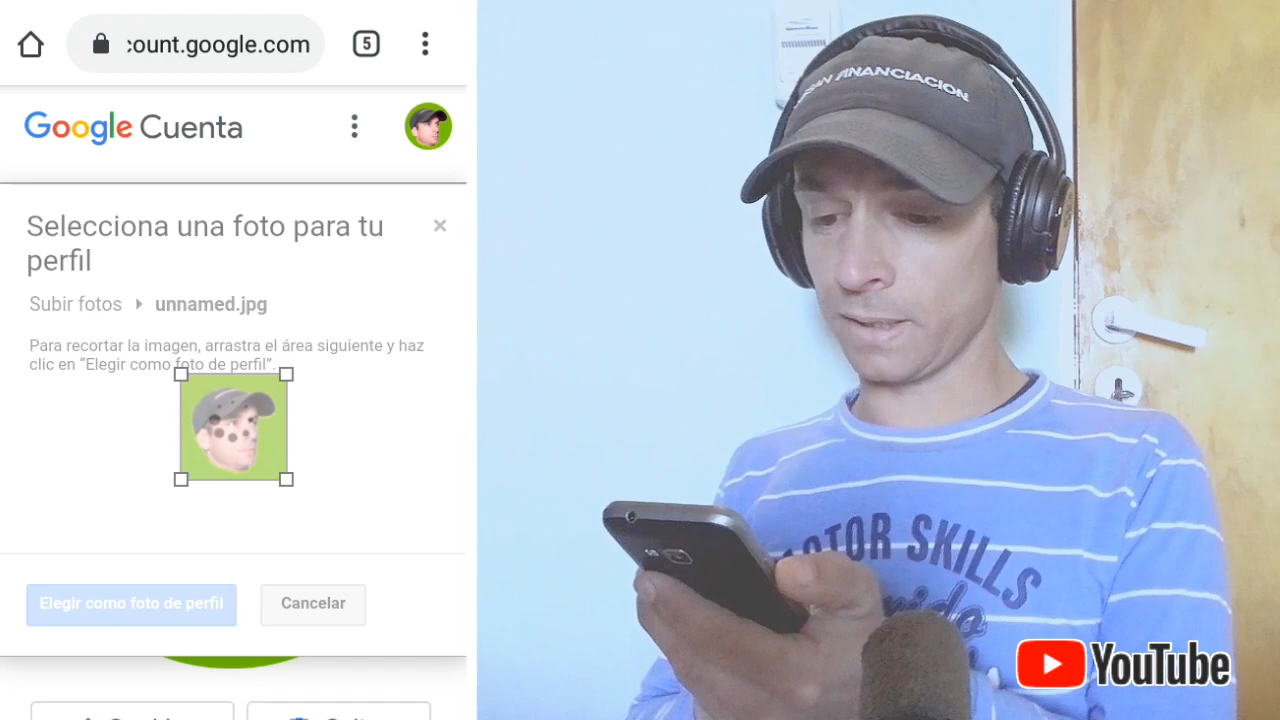 :ount.google.com
5
Google Cuenta
Selecciona una foto para tu
perfil
Subir fotos
unnamed.jpg
Para recortar la imagen, arrastra el área siguiente y haz
clic en “Elegir como foto de perfil”.
Elegir como foto de perfil
Cancelar
FINANCIACION
MOTOR SKILLS
YouTube